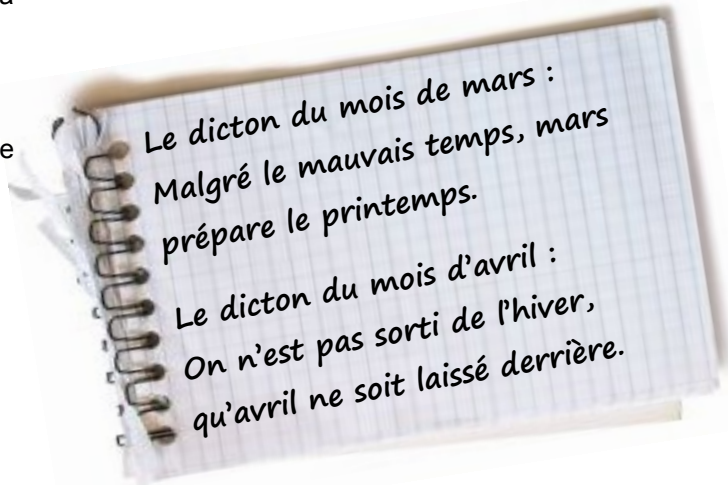 Le dicton du mois de mars :
Malgré le mauvais temps, mars
prépare le printemps.
Le dicton du mois d'avril :
On n'est pas sorti de l'hiver,
qu'avril ne soit laissé derrière.